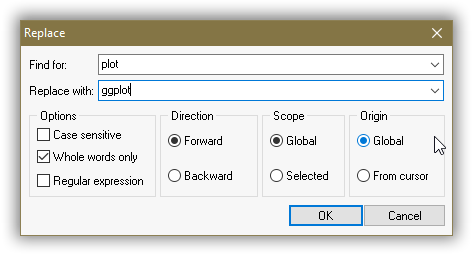 Replace
Find for: plot
Replace with: ggplot
Options Direction Scope Origin
Case sensitive Forward Global Global
Whole words only
Regular expression Backward Selected From cursor
OK Cancel